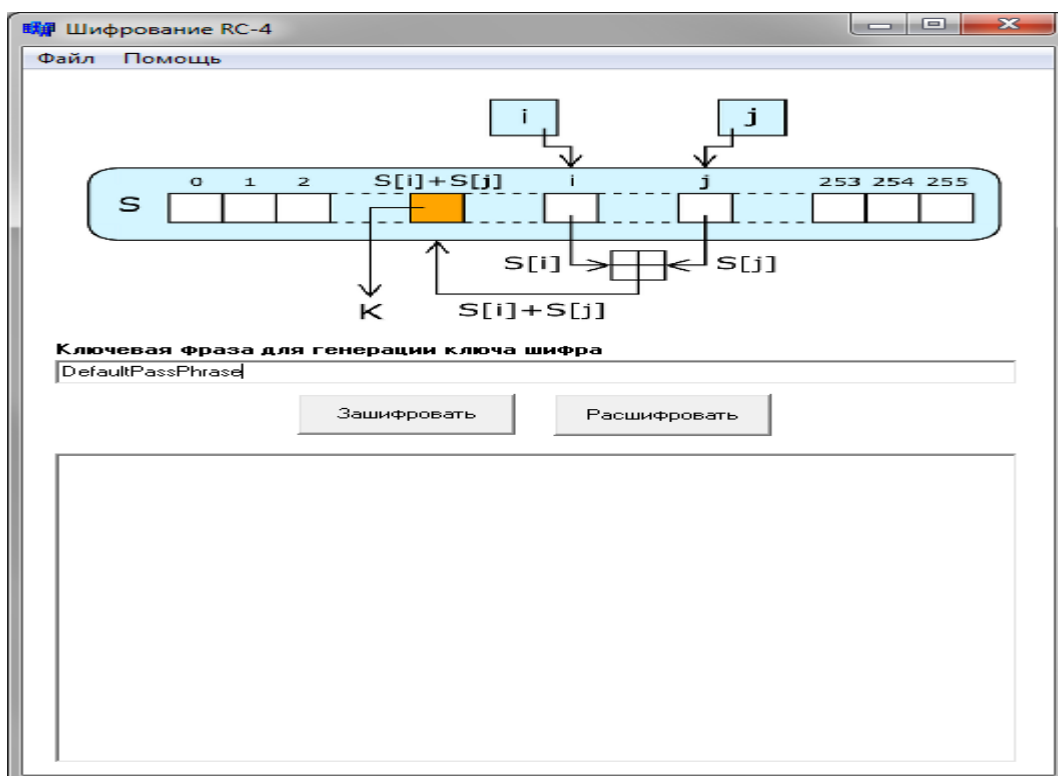 Шифрование RC-4
Файл Помощь
i j
0 1 2 S[i]+S[j] i j 253 254 255
S
S[i] S[j]
K S[i]+S[j]
Ключевая фраза для генерации ключа шифра
DefaultPassPhrase
Зашифровать Расшифровать